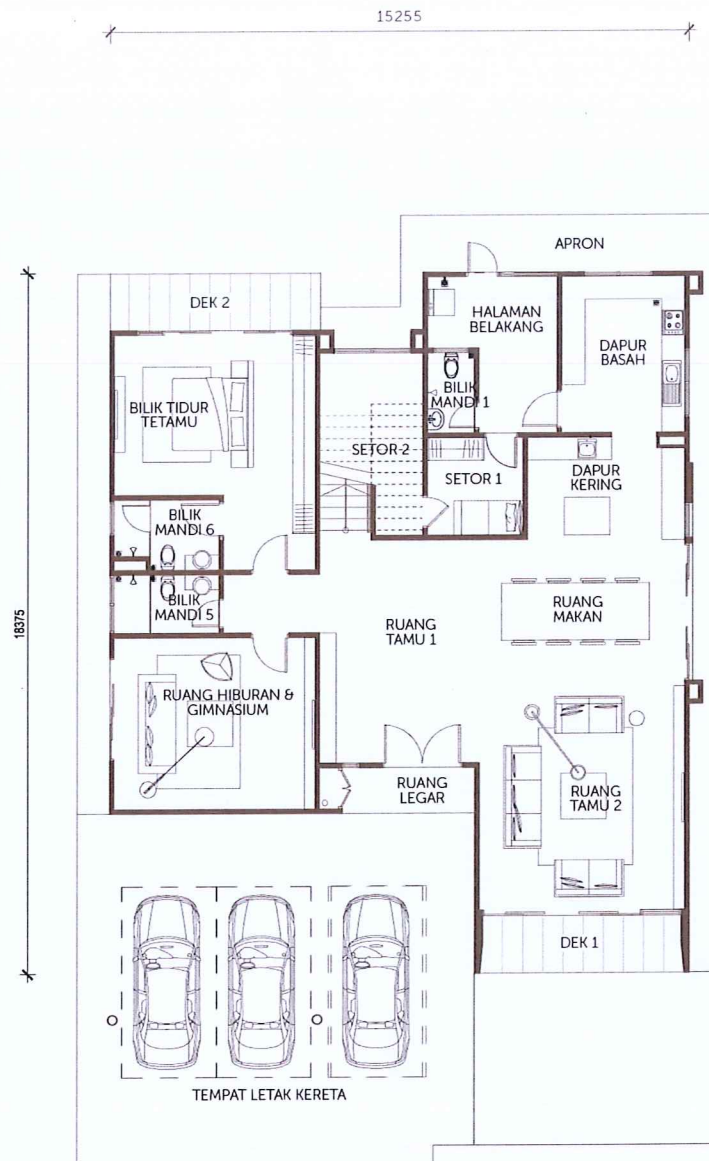 15255
APRON
DEK 2
HALAMAN
BELAKANG
DAPUR
BASAH
BILIK TIDUR
TETAMU
BILIK
MANDI 1
SETOR 2
SETOR 1
DAPUR
KERING
BILIK
MANDI 6
BILIK
MANDI 5
18375
RUANG
TAMU 1
RUANG
MAKAN
RUANG HIBURAN &
GIMNASIUM
RUANG
LEGAR
RUANG
TAMU 2
DEK 1
TEMPAT LETAK KERETA